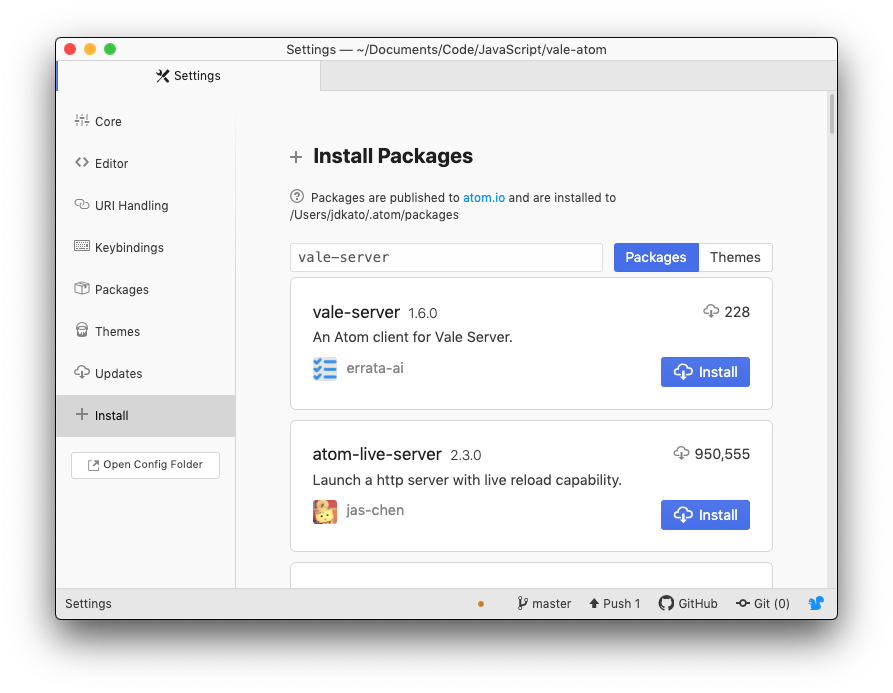 Settings — ~/Documents/Code/JavaScript/vale-atom
Settings
Core
Editor
URI Handling
Keybindings
Packages
Themes
Updates
Install
Open Config Folder
Install Packages
Packages are published to atom.io and are installed to
/Users/jdkato/.atom/packages
vale-server
Packages Themes
vale-server 1.6.0 228
An Atom client for Vale Server.
errata-ai Install
atom-live-server 2.3.0 950,555
Launch a http server with live reload capability.
jas-chen Install
Settings master Push 1 GitHub Git (0)